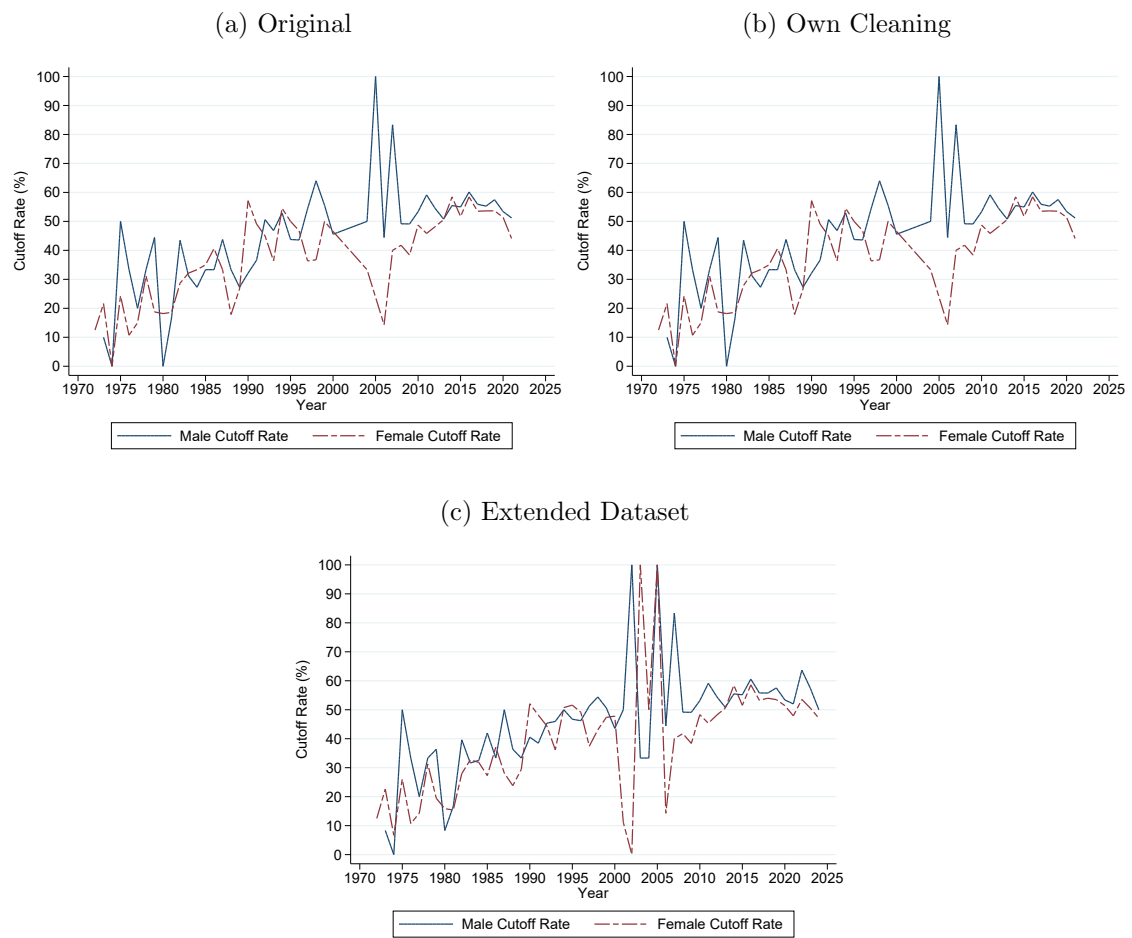 (a) Original
(b) Own Cleaning
Cutoff Rate (%)
100
90
80
70
60
50
40
30
20
10
0
1970 1975 1980 1985 1990 1995 2000 2005 2010 2015 2020 2025
Year
Male Cutoff Rate Female Cutoff Rate
Cutoff Rate (%)
100
90
80
70
60
50
40
30
20
10
0
1970 1975 1980 1985 1990 1995 2000 2005 2010 2015 2020 2025
Year
Male Cutoff Rate Female Cutoff Rate
(c) Extended Dataset
Cutoff Rate (%)
100
90
80
70
60
50
40
30
20
10
0
1970 1975 1980 1985 1990 1995 2000 2005 2010 2015 2020 2025
Year
Male Cutoff Rate Female Cutoff Rate